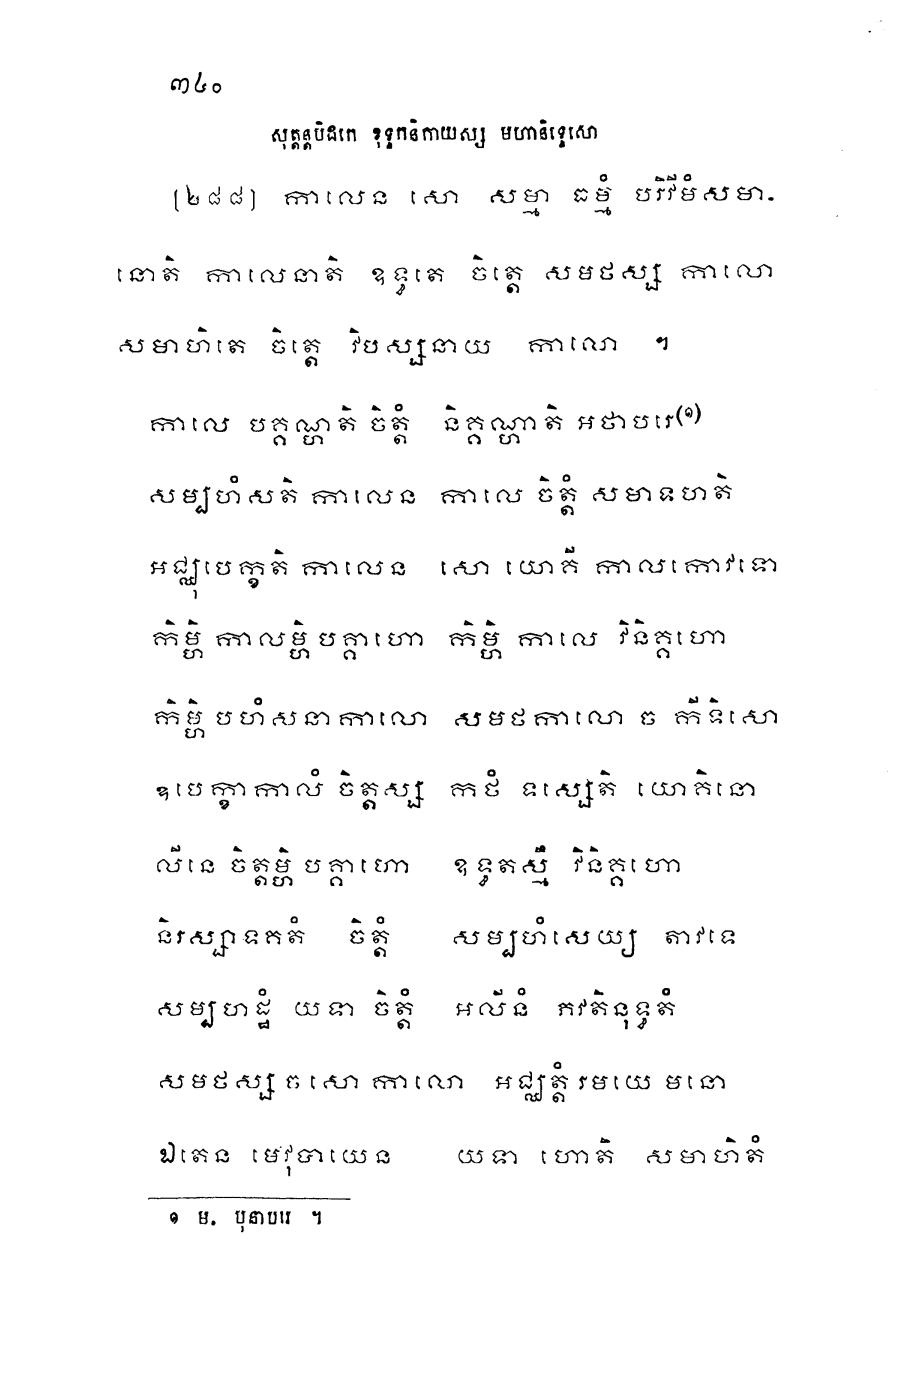 ៣៤០
សុត្តន្តបិដកេ ខុទ្ទកនិកាយស្ស មហានិទ្ទេសោ
[២៨៨] កាលេន សោ សម្មា ធម្មំ បរិវីមំសមា.
នោតិ កាលេនាតិ ឧទ្ធតេ ចិត្តេ សមថស្ស កាលោ
សមាហិតេ ចិត្តេ វិបស្សនាយ កាលោ ។
កាលេ បគ្គណ្ហតិ ចិត្តំ និគ្គណ្ហាតិ អថាបរេ(១)
សម្បហំសតិ កាលេន កាលេ ចិត្តំ សមាទហតិ
អជ្ឈុបេក្ខតិ កាលេន សោ យោគី កាលកោវិទោ
កិម្ហិ កាលម្ហិ បគ្គាហោ កិម្ហិ កាលេ វិនិគ្គហោ
កិម្ហិ បហំសនាកាលោ សមថកាលោ ច កីទិសោ
ឧបេក្ខាកាលំ ចិត្តស្ស កថំ ទស្សេតិ យោគិនោ
លីនេ ចិត្តម្ហិ បគ្គាហោ ឧទ្ធតស្មឹ វិនិគ្គហោ
និរស្សាទគតំ ចិត្តំ សម្បហំសេយ្យ តាវទេ
សម្បហដ្ឋំ យទា ចិត្តំ អលីនំ ភវតិនុទ្ធតំ
សមថស្ស ច សោ កាលោ អជ្ឈត្តំ រមយេ មនោ
ឯតេន មេវុបាយេន យទា ហោតិ សមាហិតំ
១ ម. បុនាបរេ ។